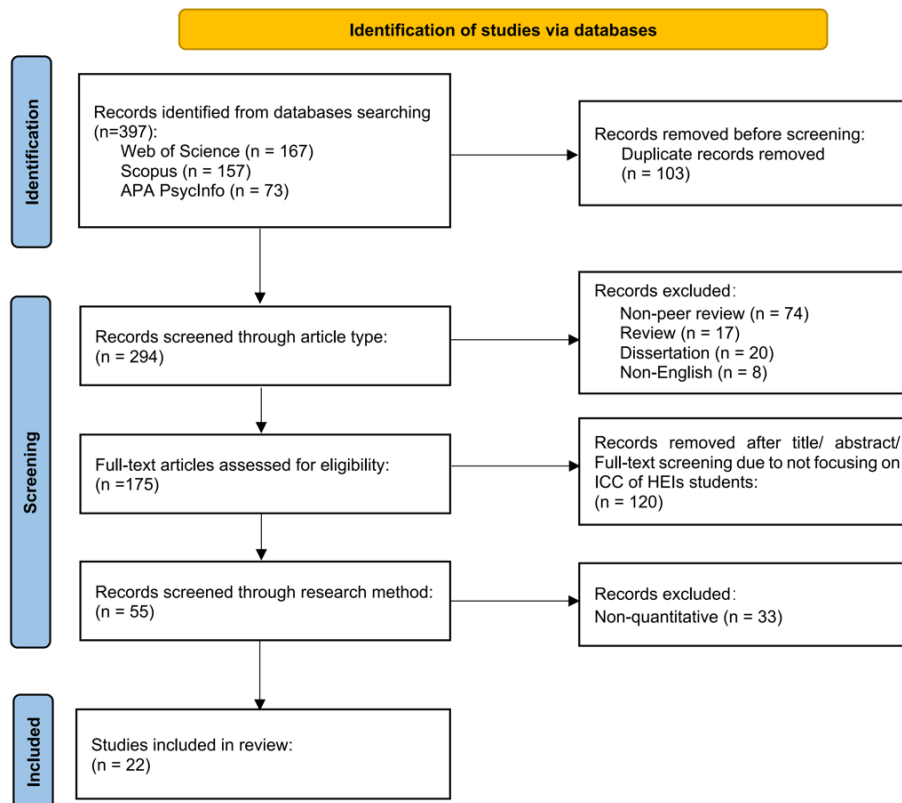 Identification of studies via databases
Identification
Records identified from databases searching
(n=397):
Web of Science (n = 167)
Scopus (n = 157)
APA PsycInfo (n = 73)
Records removed before screening:
Duplicate records removed
(n = 103)
Screening
Records screened through article type:
(n = 294)
Records excluded:
Non-peer review (n = 74)
Review (n = 17)
Dissertation (n = 20)
Non-English (n = 8)
Full-text articles assessed for eligibility:
(n =175)
Records removed after title/ abstract/
Full-text screening due to not focusing on
ICC of HEIs students:
(n = 120)
Records screened through research method:
(n = 55)
Records excluded:
Non-quantitative (n = 33)
Included
Studies included in review:
(n = 22)